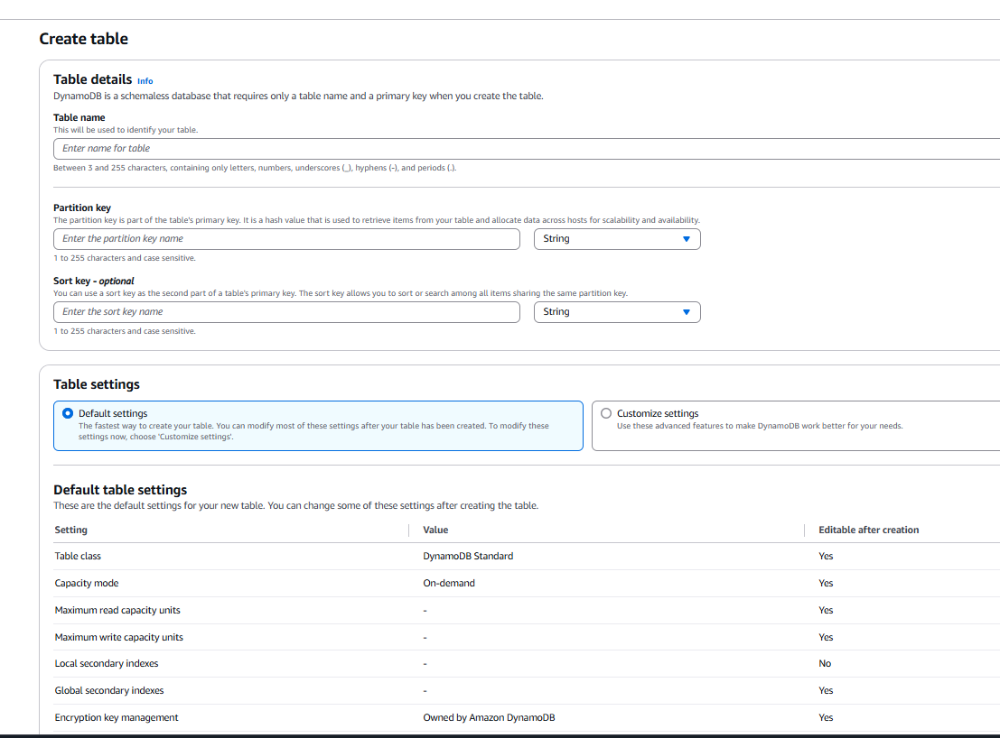 Create table
Table details Info
DynamoDB is a schemaless database that requires only a table name and a primary key when you create the table.
Table name
This will be used to identify your table.
Enter name for table
Between 3 and 255 characters, containing only letters, numbers, underscores (_), hyphens (-), and periods (.).
Partition key
The partition key is part of the table's primary key. It is a hash value that is used to retrieve items from your table and allocate data across hosts for scalability and availability.
Enter the partition key name String
1 to 255 characters and case sensitive.
Sort key - optional
You can use a sort key as the second part of a table's primary key. The sort key allows you to sort or search among all items sharing the same partition key.
Enter the sort key name String
1 to 255 characters and case sensitive.
Table settings
Default settings
The fastest way to create your table. You can modify most of these settings after your table has been created. To modify these
settings now, choose 'Customize settings'.
Customize settings
Use these advanced features to make DynamoDB work better for your needs.
Default table settings
These are the default settings for your new table. You can change some of these settings after creating the table.
Setting Value Editable after creation
Table class DynamoDB Standard Yes
Capacity mode On-demand Yes
Maximum read capacity units - Yes
Maximum write capacity units - Yes
Local secondary indexes - No
Global secondary indexes - Yes
Encryption key management Owned by Amazon DynamoDB Yes